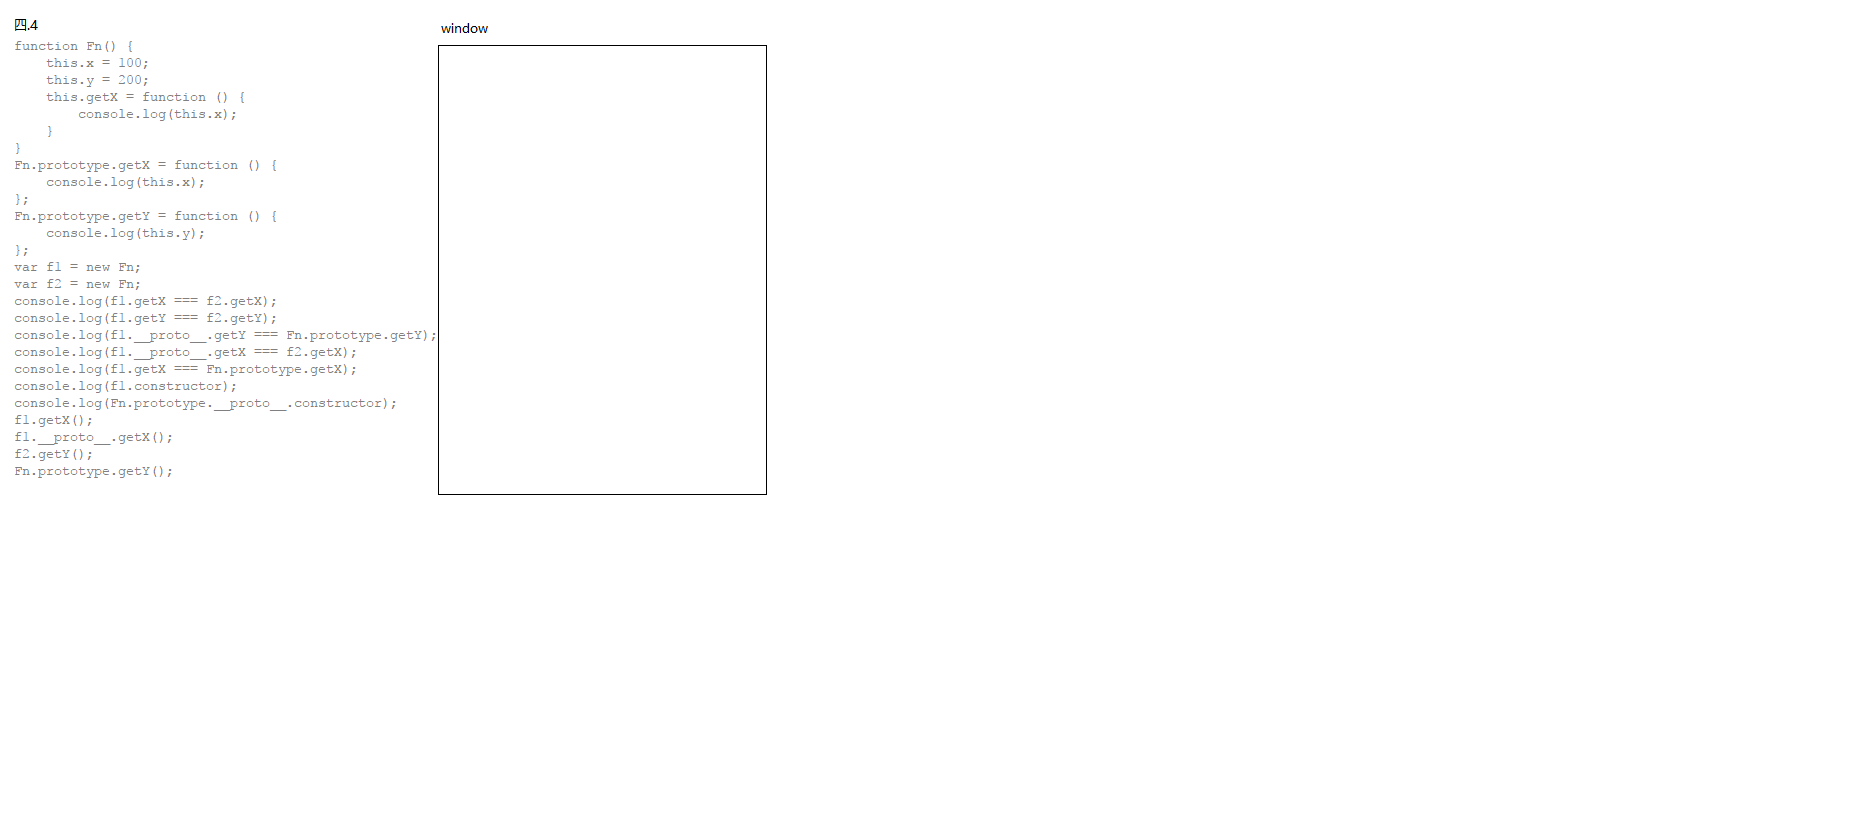 四.4
function Fn() {
    this.x = 100;
    this.y = 200;
    this.getX = function () {
        console.log(this.x);
    }
}
Fn.prototype.getX = function () {
    console.log(this.x);
};
Fn.prototype.getY = function () {
    console.log(this.y);
};
var f1 = new Fn;
var f2 = new Fn;
console.log(f1.getX === f2.getX);
console.log(f1.getY === f2.getY);
console.log(f1.__proto__.getY === Fn.prototype.getY);
console.log(f1.__proto__.getX === f2.getX);
console.log(f1.getX === Fn.prototype.getX);
console.log(f1.constructor);
console.log(Fn.prototype.__proto__.constructor);
f1.getX();
f1.__proto__.getX();
f2.getY();
Fn.prototype.getY();
window